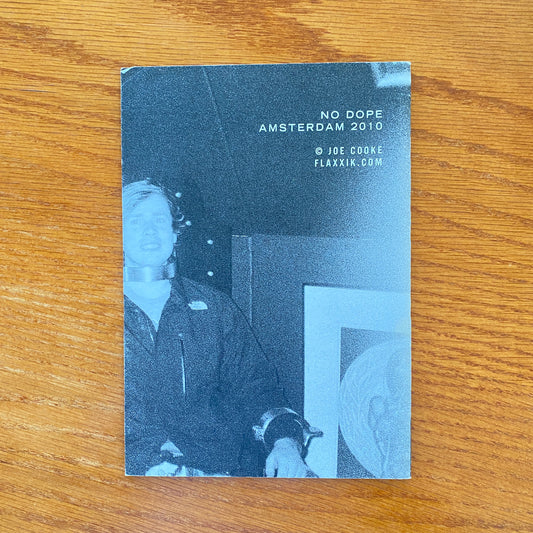 NO DOPE
AMSTERDAM 2010
© JOE COOKE
FLAXXIK.COM